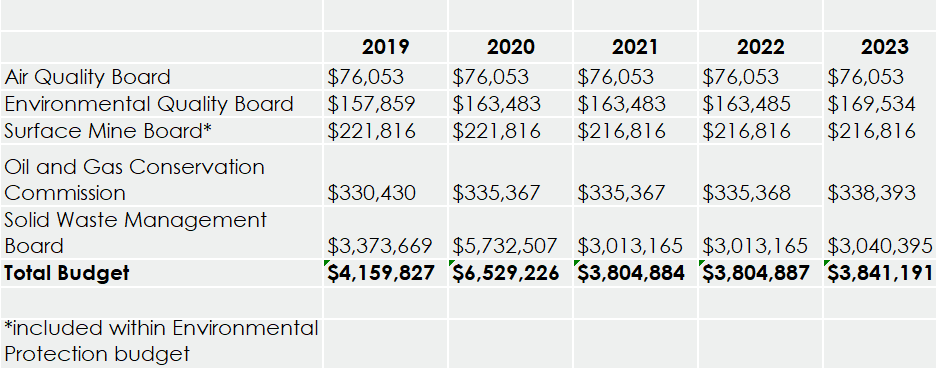 2019 2020 2021 2022 2023
Air Quality Board $76,053 $76,053 $76,053 $76,053 $76,053
Environmental Quality Board $157,859 $163,483 $163,483 $163,485 $169,534
Surface Mine Board* $221,816 $221,816 $216,816 $216,816 $216,816
Oil and Gas Conservation
Commission $330,430 $335,367 $335,367 $335,368 $338,393
Solid Waste Management
Board $3,373,669 $5,732,507 $3,013,165 $3,013,165 $3,040,395
Total Budget $4,159,827 $6,529,226 $3,804,884 $3,804,887 $3,841,191
*included within Environmental
Protection budget